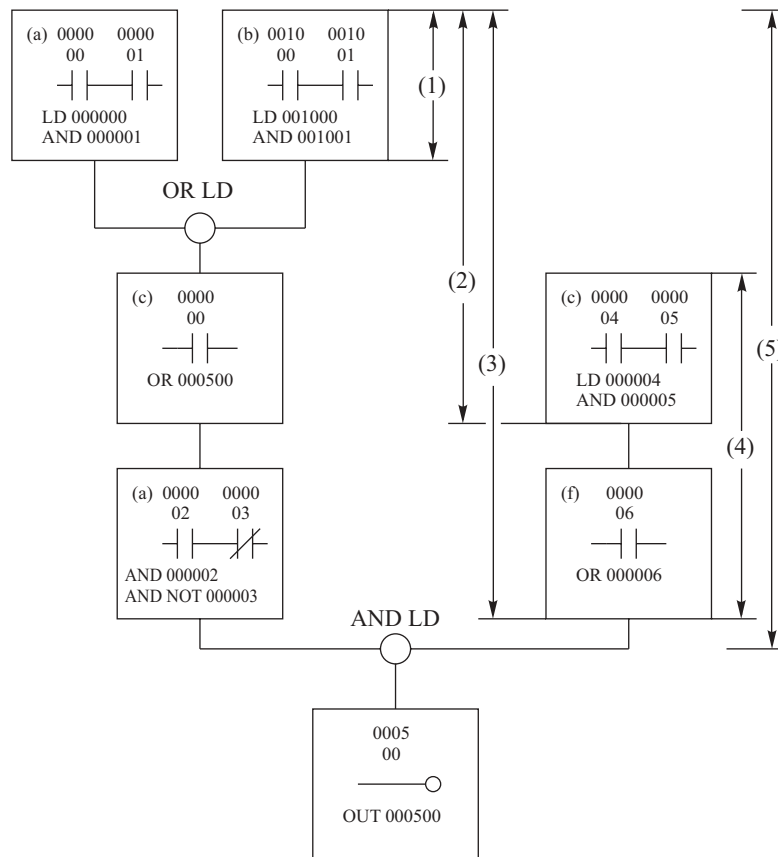 (a) 0000 0000
00 01
LD 000000
AND 000001
(b) 0010 0010
00 01
LD 001000
AND 001001
(1)
OR LD
(2)
(3)
(5)
(c) 0000
00
OR 000500
(c) 0000 0000
04 05
LD 000004
AND 000005
(4)
(a) 0000 0000
02 03
AND 000002
AND NOT 000003
(f) 0000
06
OR 000006
AND LD
0005
00
OUT 000500